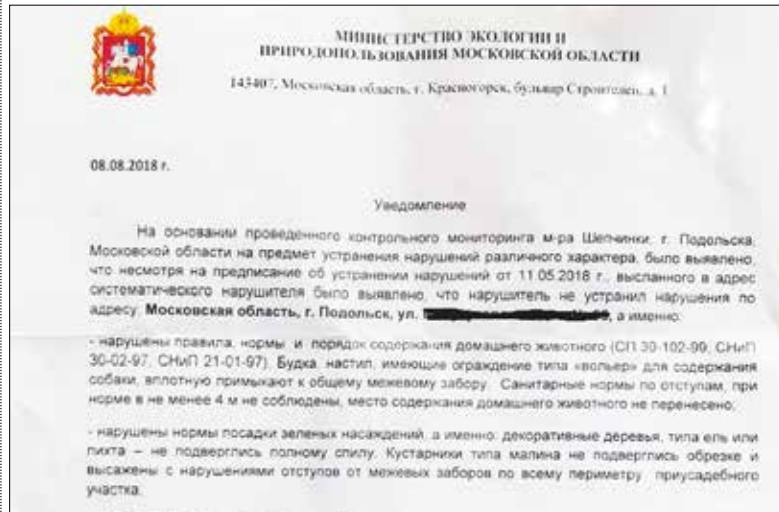 МИНИСТЕРСТВО ЭКОЛОГИИ И
ПРИРОДОПОЛЬЗОВАНИЯ МОСКОВСКОЙ ОБЛАСТИ
143407, Московская область, г. Красногорск, бульвар Строителей, д. 1
08.08.2018 г.
Уведомление
На основании проведенного контрольного мониторинга м-ра Шепчинки, г. Подольска,
Московской области на предмет устранения нарушений различного характера, было выявлено,
что несмотря на предписание об устранении нарушений от 11.05.2018 г., высланного в адрес
систематического нарушителя было выявлено, что нарушитель не устранил нарушения по
адресу: Московская область, г. Подольск, ул. , а именно:
- нарушены правила, нормы и порядок содержания домашнего животного (СП 30-102-99, СНиП
30-02-97, СНиП 21-01-97). Будка, настил, имеющие ограждение типа «вольер» для содержания
собаки, вплотную примыкают к общему межевому забору. Санитарные нормы по отступам, при
норме в не менее 4 м не соблюдены, место содержания домашнего животного не перенесено;
- нарушены нормы посадки зеленых насаждений, а именно: декоративные деревья, типа ель или
пихта – не подверглись полному спилу. Кустарники типа малина не подверглись обрезке и
высажены с нарушениями отступов от межевых заборов по всему периметру приусадебного
участка;